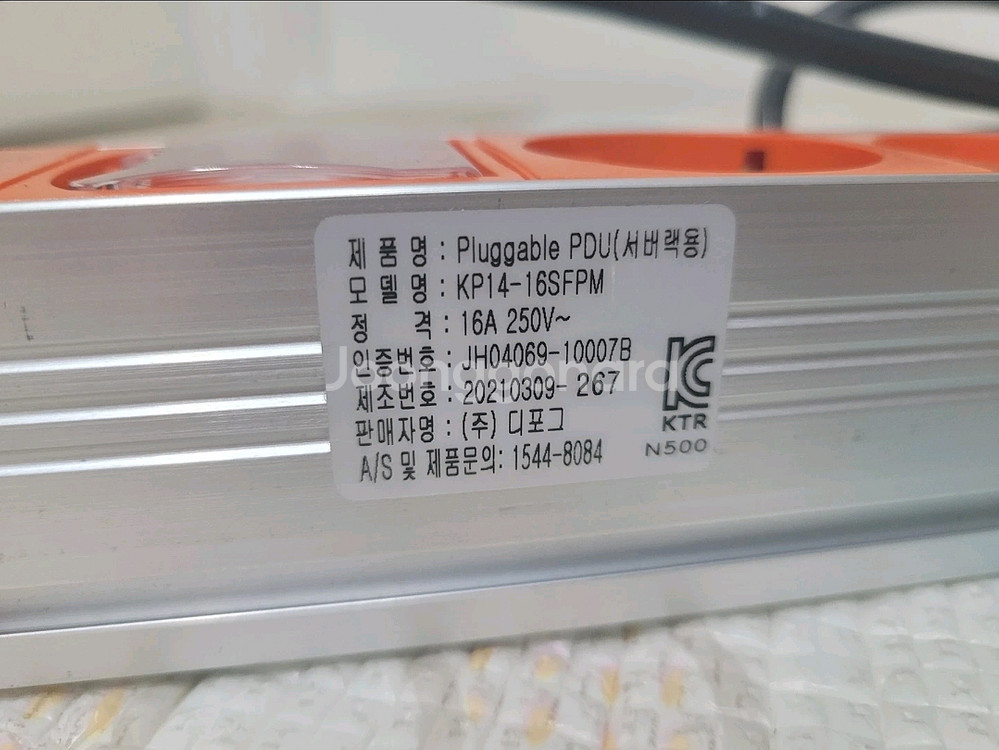 제 품 명 : Pluggable PDU(서버랙용)
모 델 명 : KP14-16SFPM
정 격 : 16A 250V~
인증번호 : JH04069-10007B
제조번호 : 20210309- 267
판매자명 : (주) 디포그
A/S 및 제품문의: 1544-8084
KC
KTR
N500
Joonggonara